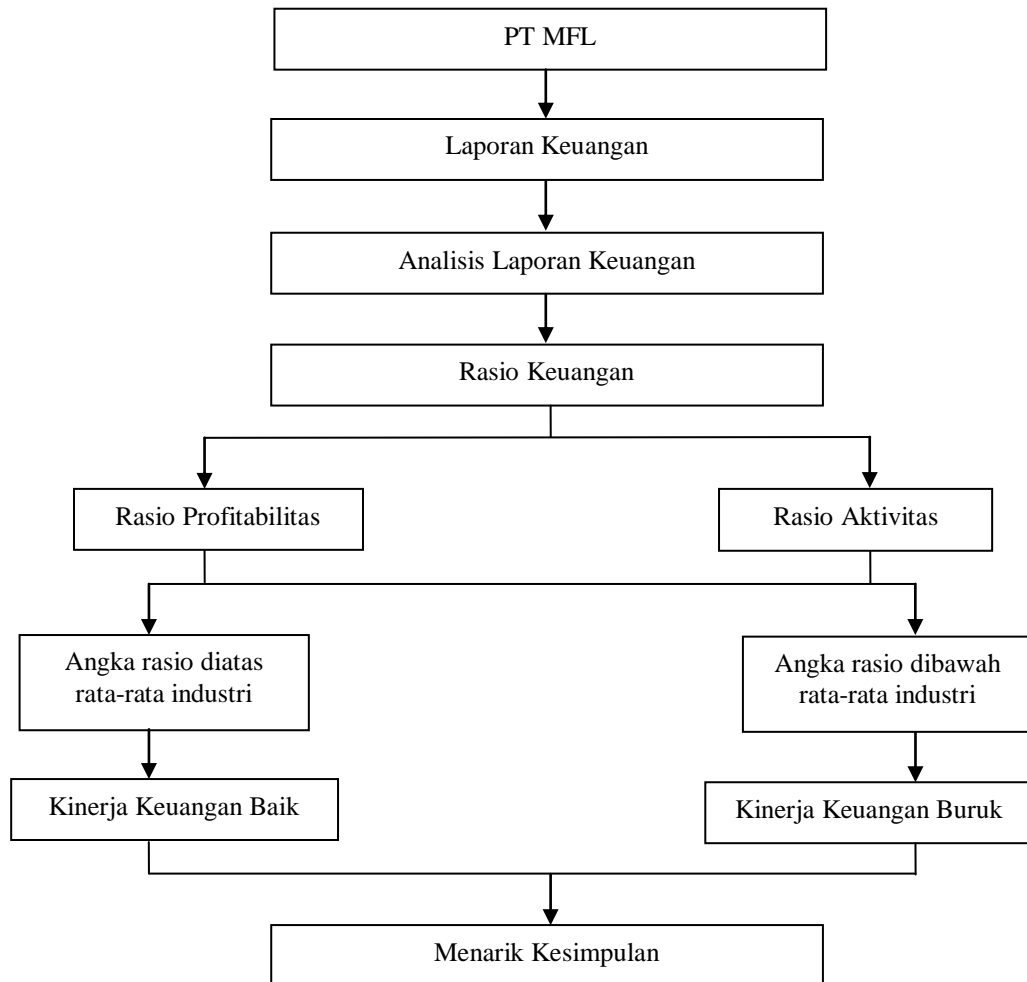 PT MFL
Laporan Keuangan
Analisis Laporan Keuangan
Rasio Keuangan
Rasio Profitabilitas
Rasio Aktivitas
Angka rasio diatas
rata-rata industri
Angka rasio dibawah
rata-rata industri
Kinerja Keuangan Baik
Kinerja Keuangan Buruk
Menarik Kesimpulan